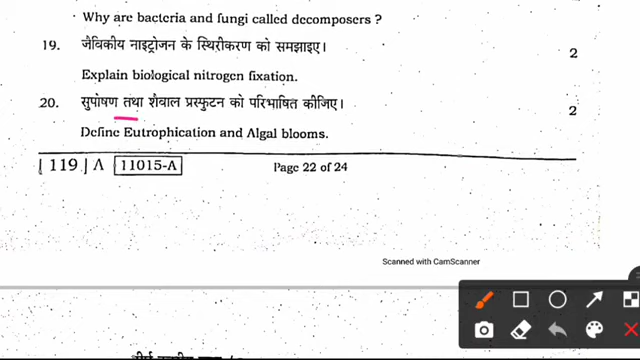 Why are bacteria and fungi called decomposers ?
19. जैविकीय नाइट्रोजन के स्थिरीकरण को समझाइए। 2
Explain biological nitrogen fixation.
20. सुपोषण तथा शैवाल प्रस्फुटन को परिभाषित कीजिए। 2
Define Eutrophication and Algal blooms.
[ 119 ] A 11015-A Page 22 of 24
Scanned with CamScanner